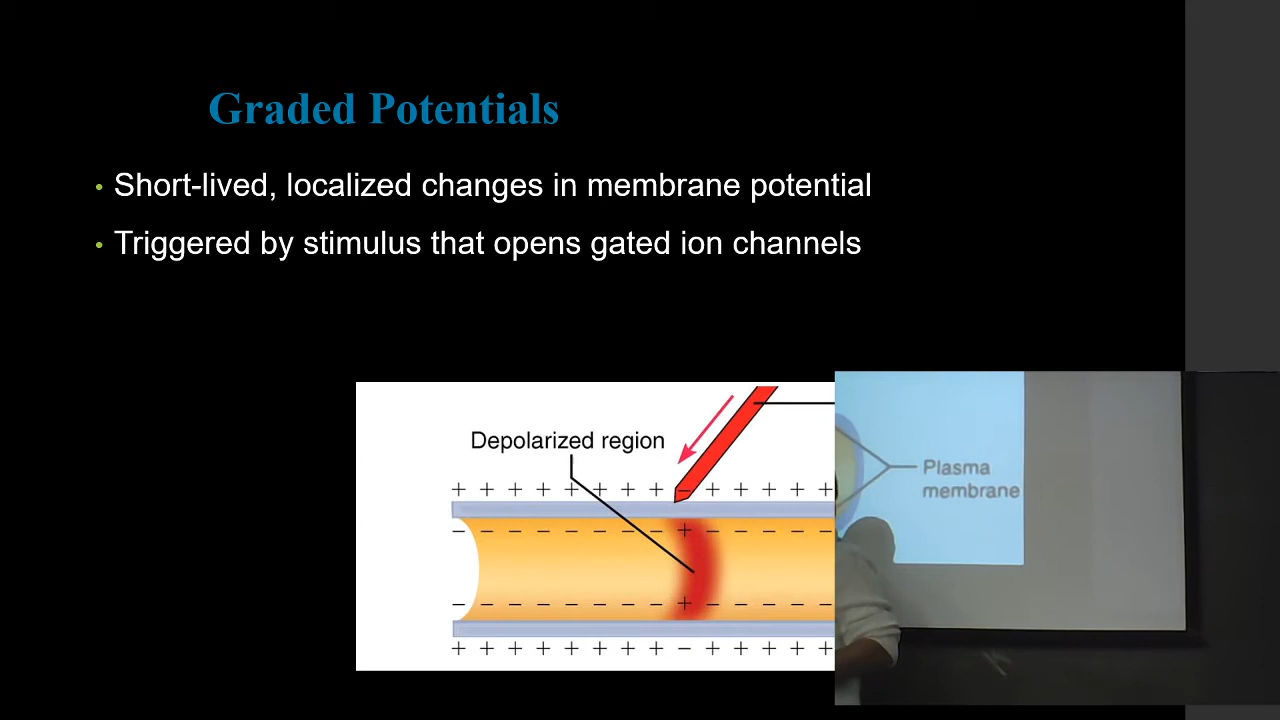 Graded Potentials
• Short-lived, localized changes in membrane potential
• Triggered by stimulus that opens gated ion channels
Depolarized region
Plasma
membrane
+ + + + + + + + − + + + + +
− − − − − − − − + − − − − −
− − − − − − − − + − − − − −
+ + + + + + + + − + + + + +